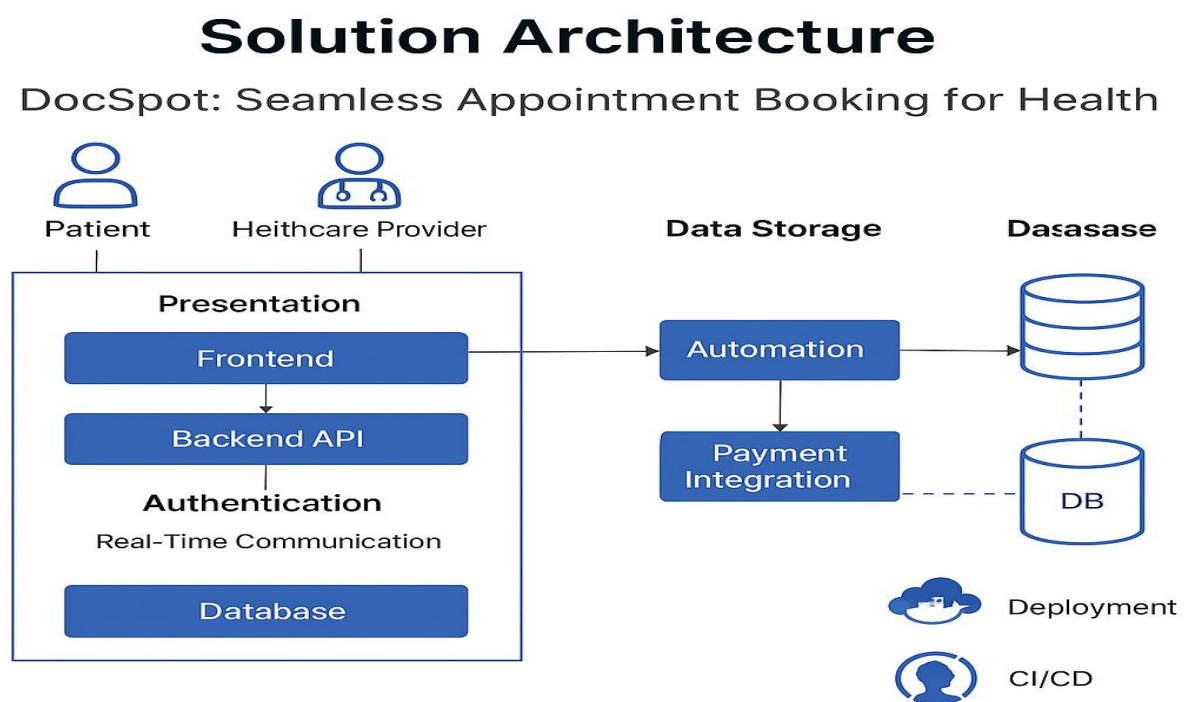 Solution Architecture
DocSpot: Seamless Appointment Booking for Health
Patient
Heithcare Provider
Data Storage
Dasasase
Presentation
Frontend
Backend API
Authentication
Real-Time Communication
Database
Automation
Payment
Integration
DB
Deployment
CI/CD